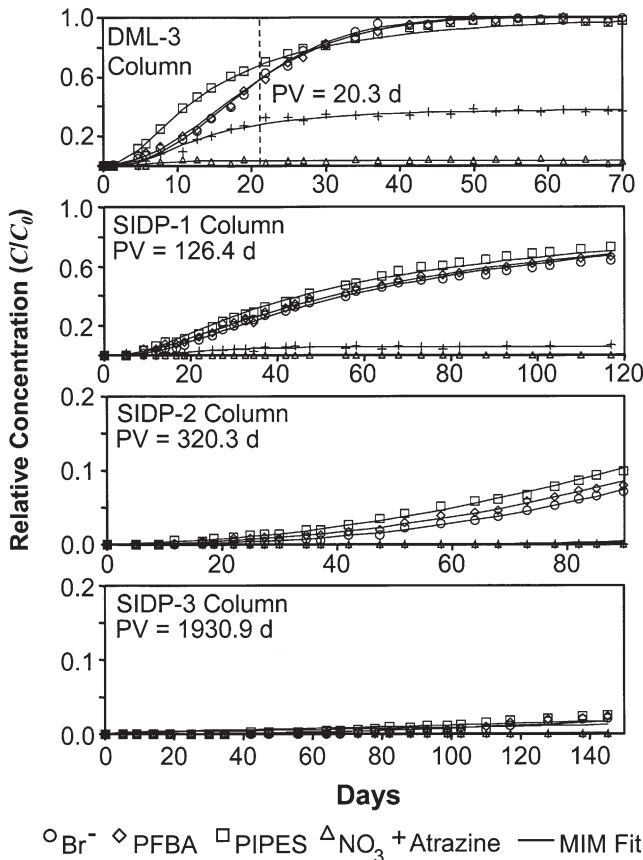 Relative Concentration (C/C0)
DML-3
Column
PV = 20.3 d
1.0
0.6
0.2
0 10 20 30 40 50 60 70
SIDP-1 Column
PV = 126.4 d
1.0
0.6
0.2
0 20 40 60 80 100 120
SIDP-2 Column
PV = 320.3 d
0.2
0.1
0.0
0 20 40 60 80
SIDP-3 Column
PV = 1930.9 d
0.2
0.1
0.0
0 20 40 60 80 100 120 140
Days
Br- PFBA PIPES NO3 +Atrazine MIM Fit